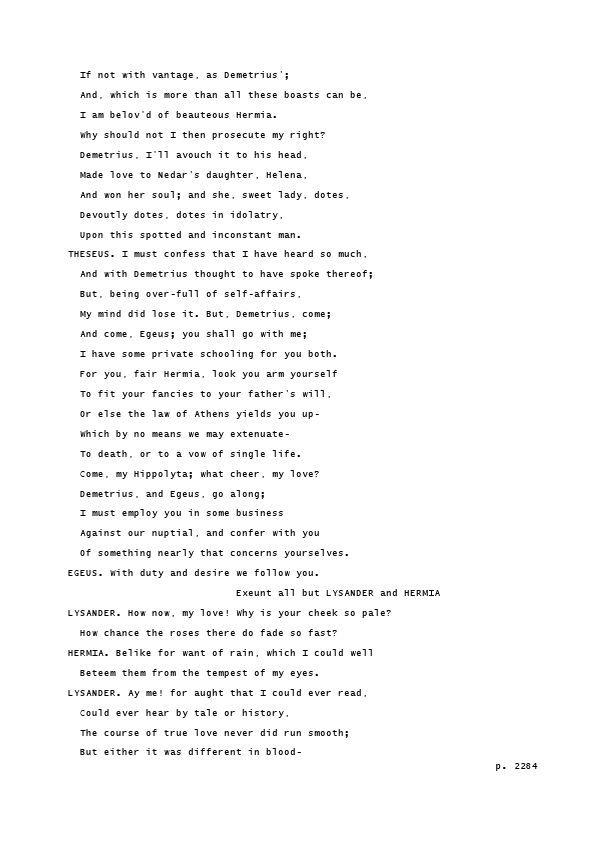 If not with vantage, as Demetrius';
And, which is more than all these boasts can be,
I am belov'd of beauteous Hermia.
Why should not I then prosecute my right?
Demetrius, I'll avouch it to his head,
Made love to Nedar's daughter, Helena,
And won her soul; and she, sweet lady, dotes,
Devoutly dotes, dotes in idolatry,
Upon this spotted and inconstant man.
THESEUS. I must confess that I have heard so much,
And with Demetrius thought to have spoke thereof;
But, being over-full of self-affairs,
My mind did lose it. But, Demetrius, come;
And come, Egeus; you shall go with me;
I have some private schooling for you both.
For you, fair Hermia, look you arm yourself
To fit your fancies to your father's will,
Or else the law of Athens yields you up-
Which by no means we may extenuate-
To death, or to a vow of single life.
Come, my Hippolyta; what cheer, my love?
Demetrius, and Egeus, go along;
I must employ you in some business
Against our nuptial, and confer with you
Of something nearly that concerns yourselves.
EGEUS. With duty and desire we follow you.
Exeunt all but LYSANDER and HERMIA
LYSANDER. How now, my love! Why is your cheek so pale?
How chance the roses there do fade so fast?
HERMIA. Belike for want of rain, which I could well
Beteem them from the tempest of my eyes.
LYSANDER. Ay me! for aught that I could ever read,
Could ever hear by tale or history,
The course of true love never did run smooth;
But either it was different in blood-
p. 2284